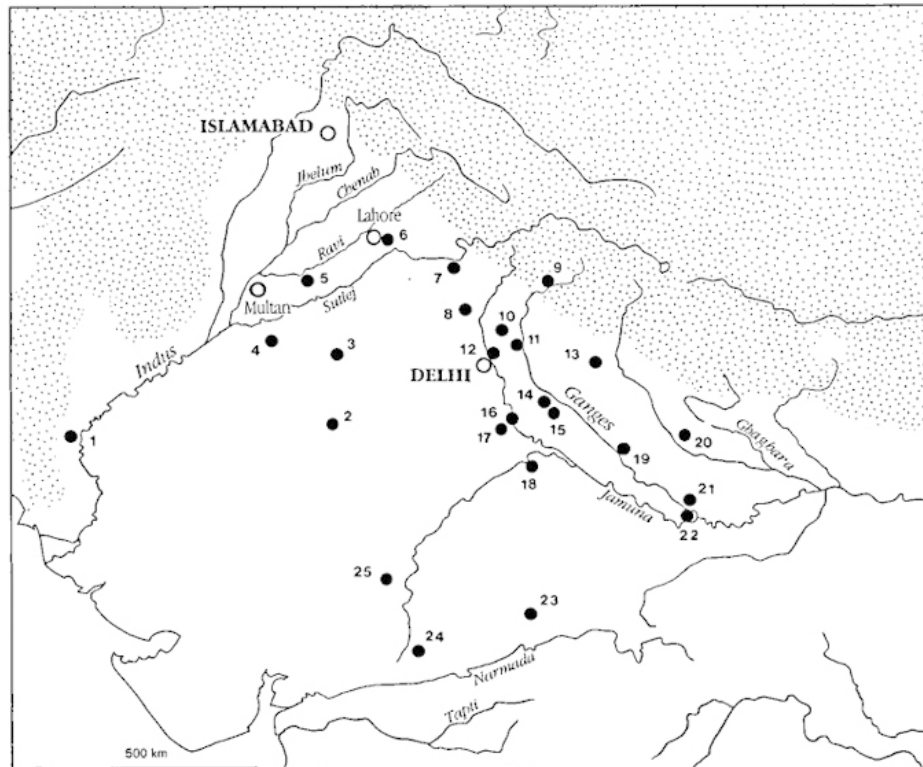 ISLAMABAD
Jhelum
Chenab
Lahore
6
Ravi
9
7
5
Multan
Sutlej
8
10
11
Indus
3
4
12
13
DELHI
Ganges
14
2
16
15
1
17
20
Ghaghara
19
18
21
Jamuna
22
25
23
24
Narmada
Tapti
500 km